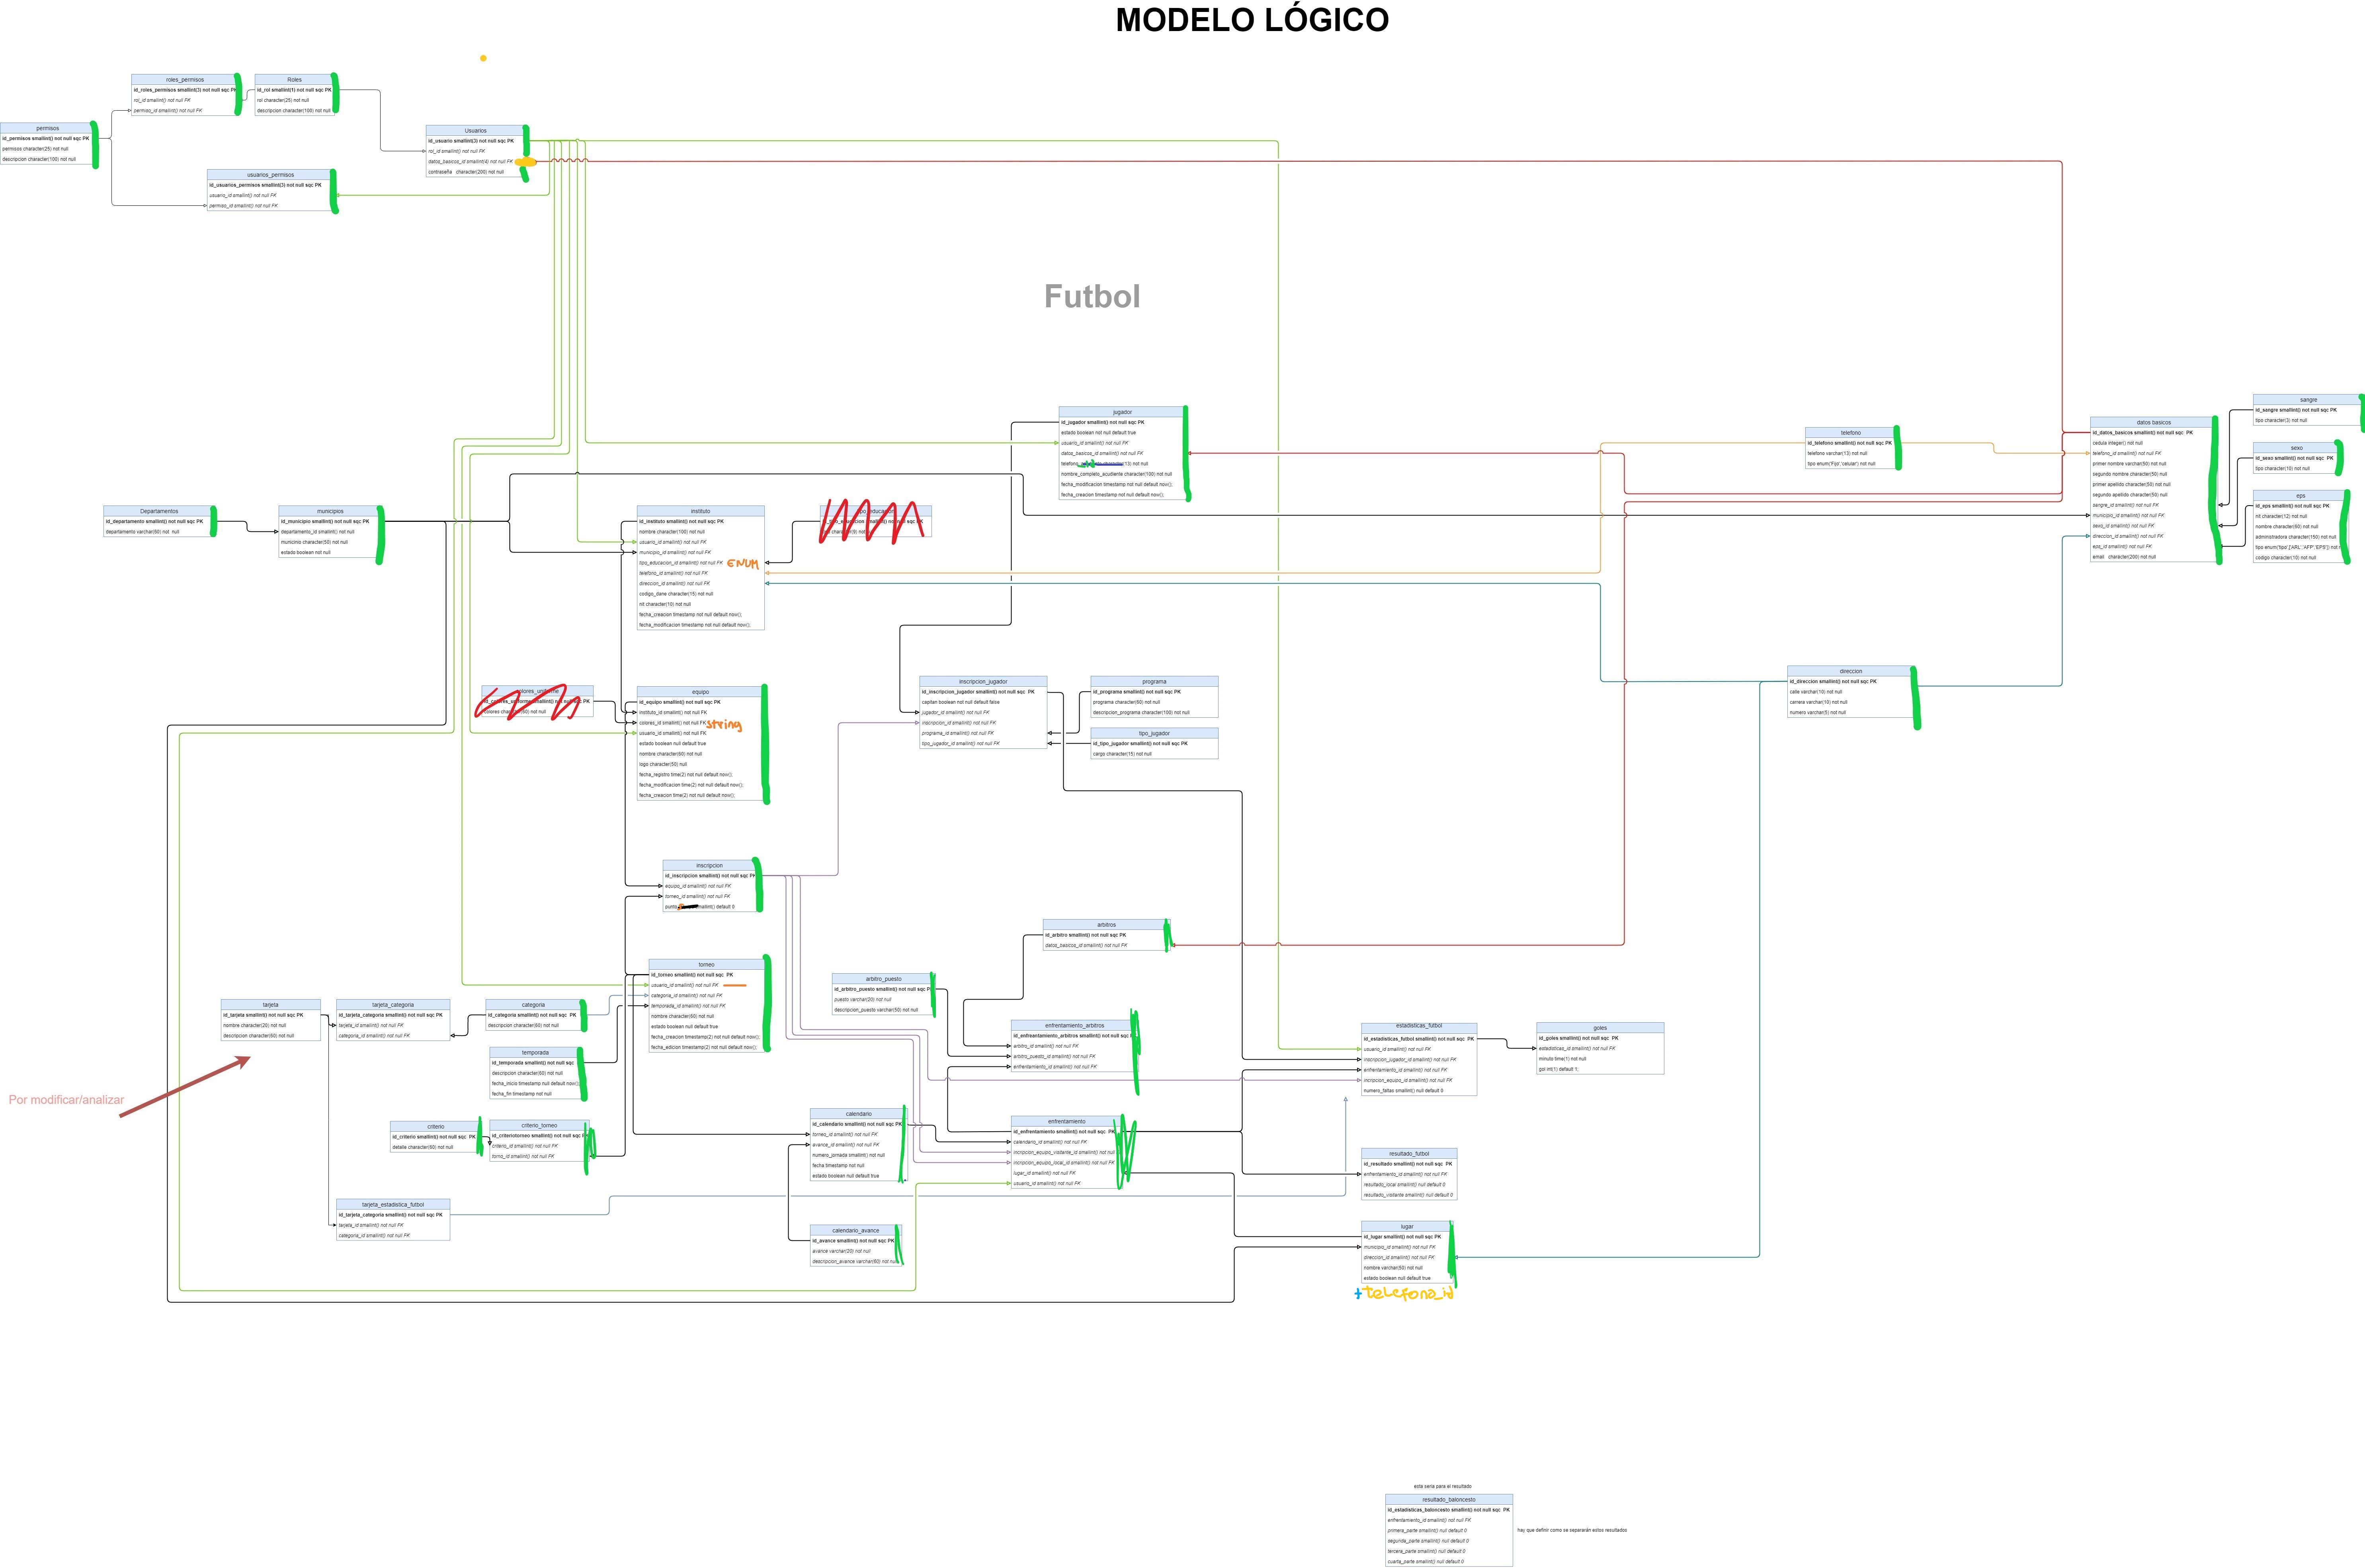 MODELO LÓGICO
roles_permisos
id_roles_permisos smallint(3) not null sqc PK
rol_id smallint() not null FK
permiso_id smallint() not null FK
Roles
id_rol smallint(1) not null sqc PK
rol character(25) not null
descripcion character(100) not null
permisos
id_permisos smallint() not null sqc PK
permisos character(25) not null
descripcion character(100) not null
Usuarios
id_usuario smallint(3) not null sqc PK
rol_id smallint() not null FK
datos_basicos_id smallint(4) not null FK
contraseña character(200) not null
usuarios_permisos
id_usuarios_permisos smallint(3) not null sqc PK
usuario_id smallint() not null FK
permiso_id smallint() not null FK
Futbol
jugador
id_jugador smallint() not null sqc PK
estado boolean not null default true
usuario_id smallint() not null FK
datos_basicos_id smallint() not null FK
telefono_id (13) not null
nombre_completo_acudiente character(100) not null
fecha_modificacion timestamp not null default now();
fecha_creacion timestamp not null default now();
telefono
id_telefono smallint() not null sqc PK
telefono varchar(13) not null
tipo enum('Fijo','celular') not null
datos basicos
id_datos_basicos smallint() not null sqc PK
cedula integer() not null
telefono_id smallint() not null FK
primer nombre varchar(50) not null
segundo nombre character(50) null
primer apellido character(50) not null
segundo apellido character(50) null
sangre_id smallint() not null FK
municipio_id smallint() not null FK
sexo_id smallint() not null FK
direccion_id smallint() not null FK
eps_id smallint() not null FK
email character(200) not null
sangre
id_sangre smallint() not null sqc PK
tipo character(3) not null
sexo
id_sexo smallint() not null sqc PK
tipo character(10) not null
eps
id_eps smallint() not null sqc PK
nit character(12) not null
nombre character(60) not null
administradora character(150) not null
tipo enum('tipo',['ARL','AFP','EPS'])
codigo character(10) not null
Departamentos
id_departamento smallint() not null sqc PK
departamento varchar(60) not null
municipios
id_municipio smallint() not null sqc PK
departamento_id smallint() not null FK
municinio character(50) not null
estado boolean not null
instituto
id_instituto smallint() not null sqc PK
nombre character(100) not null
usuario_id smallint() not null FK
municipio_id smallint() not null FK
tipo_educacion_id smallint() not null FK ENUM
telefono_id smallint() not null FK
direccion_id smallint() not null FK
codigo_dane character(15) not null
nit character(10) not null
fecha_creacion timestamp not null default now();
fecha_modificacion timestamp not null default now();
colores_uniforme
id_colores_uniformesmallint() not null sqc PK
equipo
id_equipo smallint() not null sqc PK
instituto_id smallint() not null FK
colores_id smallint() not null FK string
usuario_id smallint() not null FK
estado boolean null default true
nombre character(60) not null
logo character(50) null
fecha_registro time(2) not null default now();
fecha_modificacion time(2) not null default now();
fecha_creacion time(2) not null default now();
inscripcion_jugador
id_inscripcion_jugador smallint() not null sqc PK
capitan boolean not null default false
jugador_id smallint() not null FK
inscripcion_id smallint() not null FK
programa_id smallint() not null FK
tipo_jugador_id smallint() not null FK
programa
id_programa smallint() not null sqc PK
programa character(60) not null
descripcion_programa character(100) not null
tipo_jugador
id_tipo_jugador smallint() not null sqc PK
cargo character(15) not null
direccion
id_direccion smallint() not null sqc PK
calle varchar(10) not null
carrera varchar(10) not null
numero varchar(5) not null
inscripcion
id_inscripcion smallint() not null sqc PK
equipo_id smallint() not null FK
torneo_id smallint() not null FK
puntos smallint() default 0
arbitros
id_arbitro smallint() not null sqc PK
datos_basicos_id smallint() not null FK
torneo
id_torneo smallint() not null sqc PK
usuario_id smallint() not null FK
categoria_id smallint() not null FK
temporada_id smallint() not null FK
nombre character(60) not null
estado boolean null default true
fecha_creacion timestamp(2) not null default now();
fecha_edicion timestamp(2) not null default now();
arbitro_puesto
id_arbitro_puesto smallint() not null sqc
puesto varchar(20) not null
descripcion_puesto varchar(50) not null
tarjeta
id_tarjeta smallint() not null sqc PK
nombre character(20) not null
descripcion character(60) not null
tarjeta_categoria
id_tarjeta_categoria smallint() not null sqc PK
tarjeta_id smallint() not null FK
categoria_id smallint() not null FK
categoria
id_categoria smallint() not null sqc PK
descripcion character(60) not null
enfrentamiento_arbitros
id_enfrentamiento_arbitros smallint() not null sqc
arbitro_id smallint() not null FK
arbitro_puesto_id smallint() not null FK
enfrentamiento_id smallint() not null FK
estadisticas_futbol
id_estadisticas_futbol smallint() not null sqc PK
usuario_id smallint() not null FK
inscripcion_jugador_id smallint() not null FK
enfrentamiento_id smallint() not null FK
incripcion_equipo_id smallint() not null FK
numero_faltas smallint() null default 0
goles
id_goles smallint() not null sqc PK
estadisticas_id smallint() not null FK
minuto time(1) not null
gol int(1) default 1;
temporada
id_temporada smallint() not null sqc
descripcion character(60) not null
fecha_inicio timestamp null default now();
fecha_fin timestamp not null
Por modificar/analizar
criterio
id_criterio smallint() not null sqc PK
detalle character(60) not null
criterio_torneo
id_criteriotorneo smallint() not null sqc
criterio_id smallint() not null FK
torno_id smallint() not null FK
calendario
id_calendario smallint() not null sqc PK
torneo_id smallint() not null FK
avance_id smallint() not null FK
numero_jornada smallint() not null
fecha timestamp not null
estado boolean null default true
enfrentamiento
id_enfrentamiento smallint() not null sqc PK
calendario_id smallint() not null FK
incripcion_equipo_visitante_id smallint() not null
incripcion_equipo_local_id smallint() not null FK
lugar_id smallint() not null FK
usuario_id smallint() null FK
resultado_futbol
id_resultado smallint() not null sqc PK
enfrentamiento_id smallint() not null FK
resultado_local smallint() null default 0
resultado_visitante smallint() null default 0
tarjeta_estadistica_futbol
id_tarjeta_categoria smallint() not null sqc PK
tarjeta_id smallint() not null FK
categoria_id smallint() not null FK
calendario_avance
id_avance smallint() not null sqc PK
avance varchar(20) not null
descripcion_avance varchar(60) not null
lugar
id_lugar smallint() not null sqc PK
municipio_id smallint() not null FK
direccion_id smallint() not null FK
nombre varchar(50) not null
estado boolean null default true
+telefono_id
esta seria para el resultado
resultado_baloncesto
id_estadisticas_baloncesto smallint() not null sqc PK
enfrentamiento_id smallint() not null FK
primera_parte smallint() null default 0
segunda_parte smallint() null default 0
tercera_parte smallint() null default 0
cuarta_parte smallint() null default 0
hay que definir como se separarán estas resultados